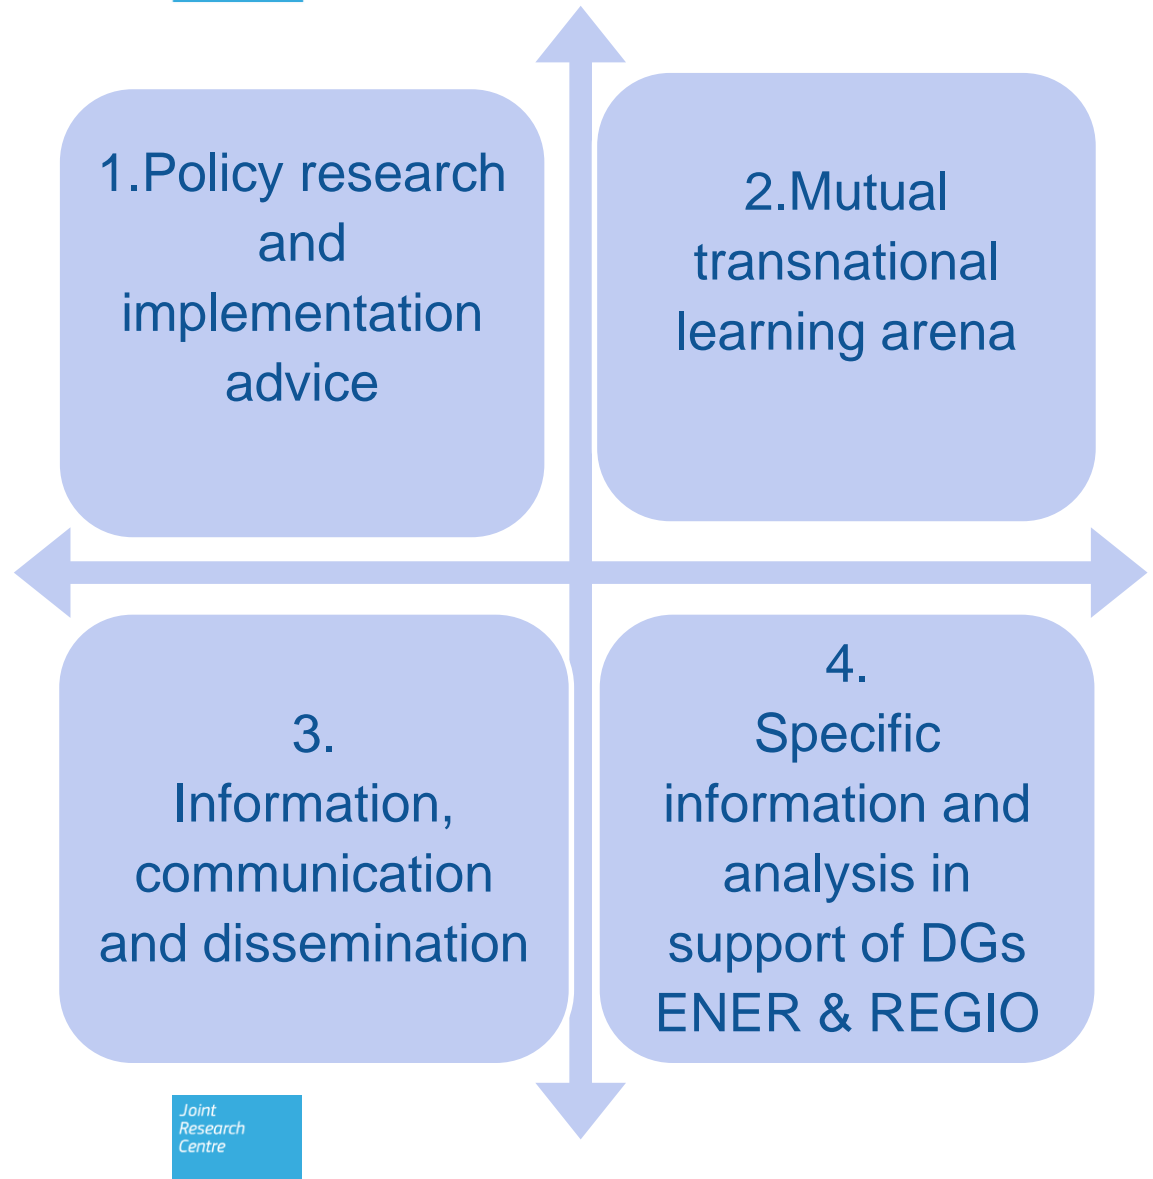 1.Policy research
and
implementation
advice
2.Mutual
transnational
learning arena
3.
Information,
communication
and dissemination
4.
Specific
information and
analysis in
support of DGs
ENER & REGIO
Joint
Research
Centre